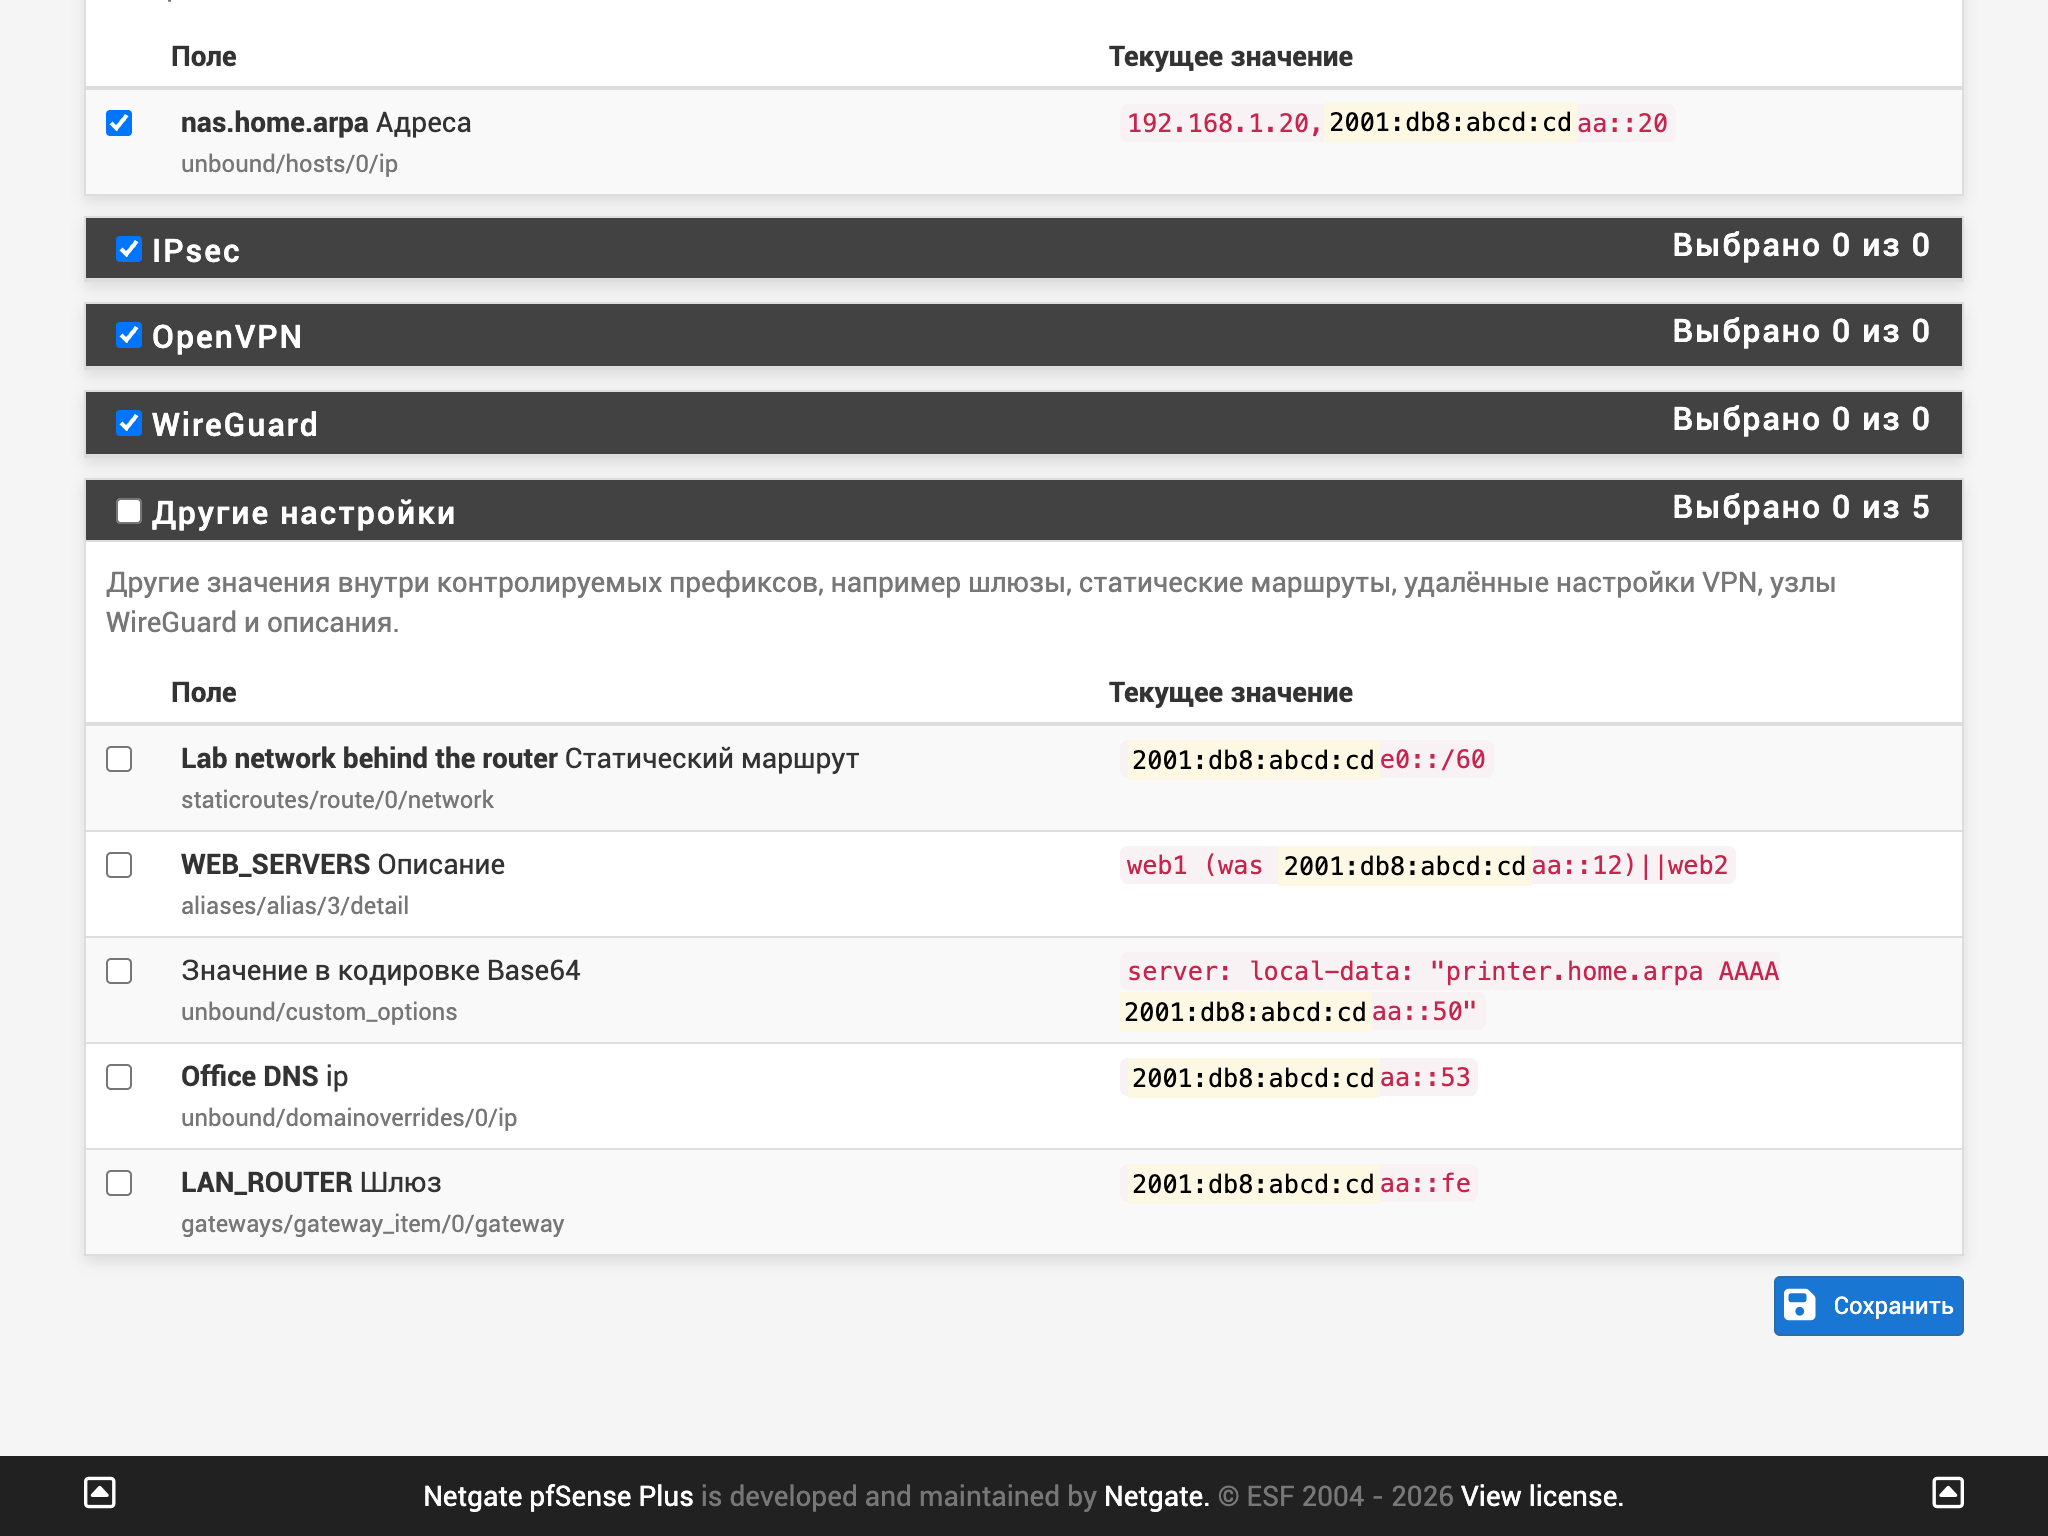 Поле Текущее значение
nas.home.arpa Адреса 192.168.1.20,2001:db8:abcd:cdaa::20
unbound/hosts/0/ip
IPsec Выбрано 0 из 0
OpenVPN Выбрано 0 из 0
WireGuard Выбрано 0 из 0
Другие настройки Выбрано 0 из 5
Другие значения внутри контролируемых префиксов, например шлюзы, статические маршруты, удалённые настройки VPN, узлы
WireGuard и описания.
Поле Текущее значение
Lab network behind the router Статический маршрут 2001:db8:abcd:cde0::/60
staticroutes/route/0/network
WEB_SERVERS Описание web1 (was 2001:db8:abcd:cdaa::12)||web2
aliases/alias/3/detail
Значение в кодировке Base64 server: local-data: "printer.home.arpa AAAA
unbound/custom_options 2001:db8:abcd:cdaa::50"
Office DNS ip 2001:db8:abcd:cdaa::53
unbound/domainoverrides/0/ip
LAN_ROUTER Шлюз 2001:db8:abcd:cdaa::fe
gateways/gateway_item/0/gateway
Сохранить
Netgate pfSense Plus is developed and maintained by Netgate. © ESF 2004 - 2026 View license.